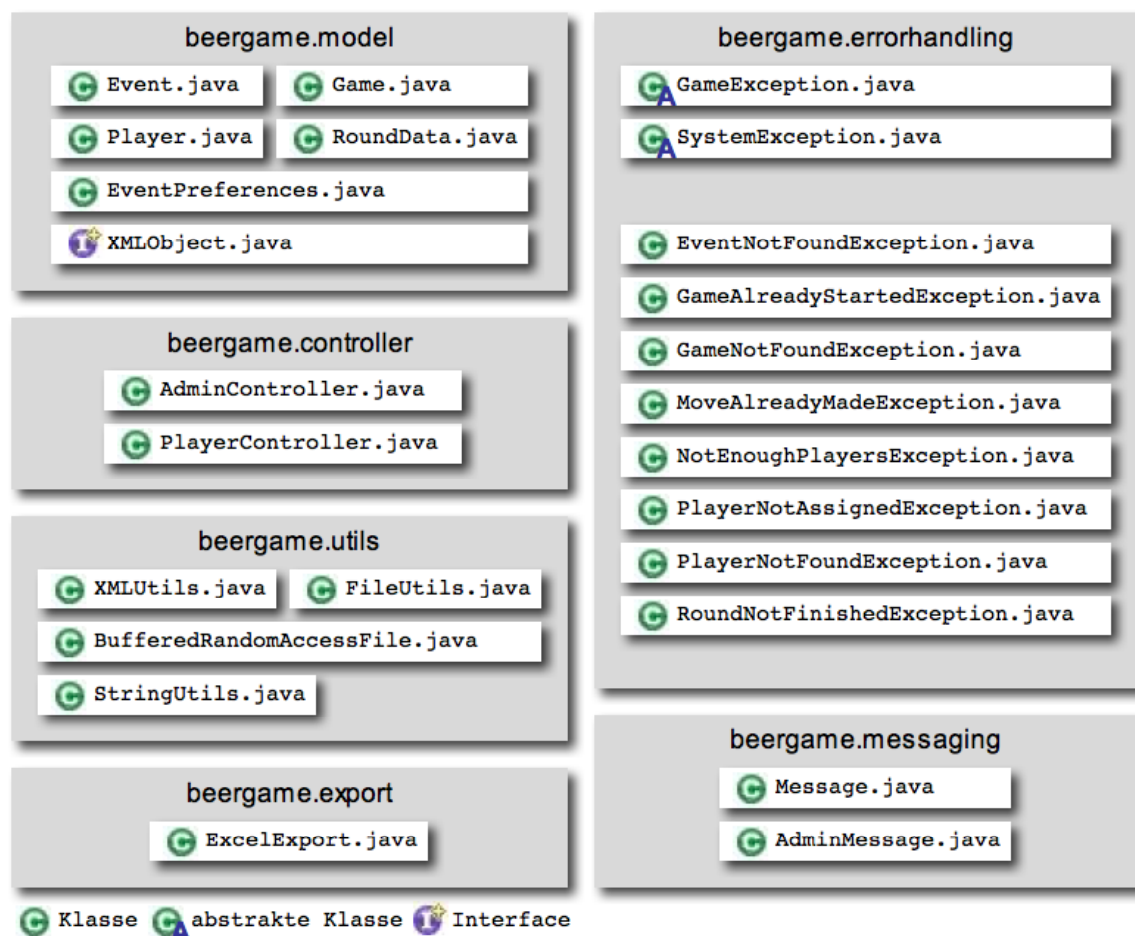 beergame.model
Event.java
Game.java
Player.java
RoundData.java
EventPreferences.java
XMLObject.java
beergame.controller
AdminController.java
PlayerController.java
beergame.utils
XMLUtils.java
FileUtils.java
BufferedRandomAccessFile.java
StringUtils.java
beergame.export
ExcelExport.java
beergame.errorhandling
GameException.java
SystemException.java
EventNotFoundException.java
GameAlreadyStartedException.java
GameNotFoundException.java
MoveAlreadyMadeException.java
NotEnoughPlayersException.java
PlayerNotAssignedException.java
PlayerNotFoundException.java
RoundNotFinishedException.java
beergame.messaging
Message.java
AdminMessage.java
Klasse abstrakte Klasse Interface